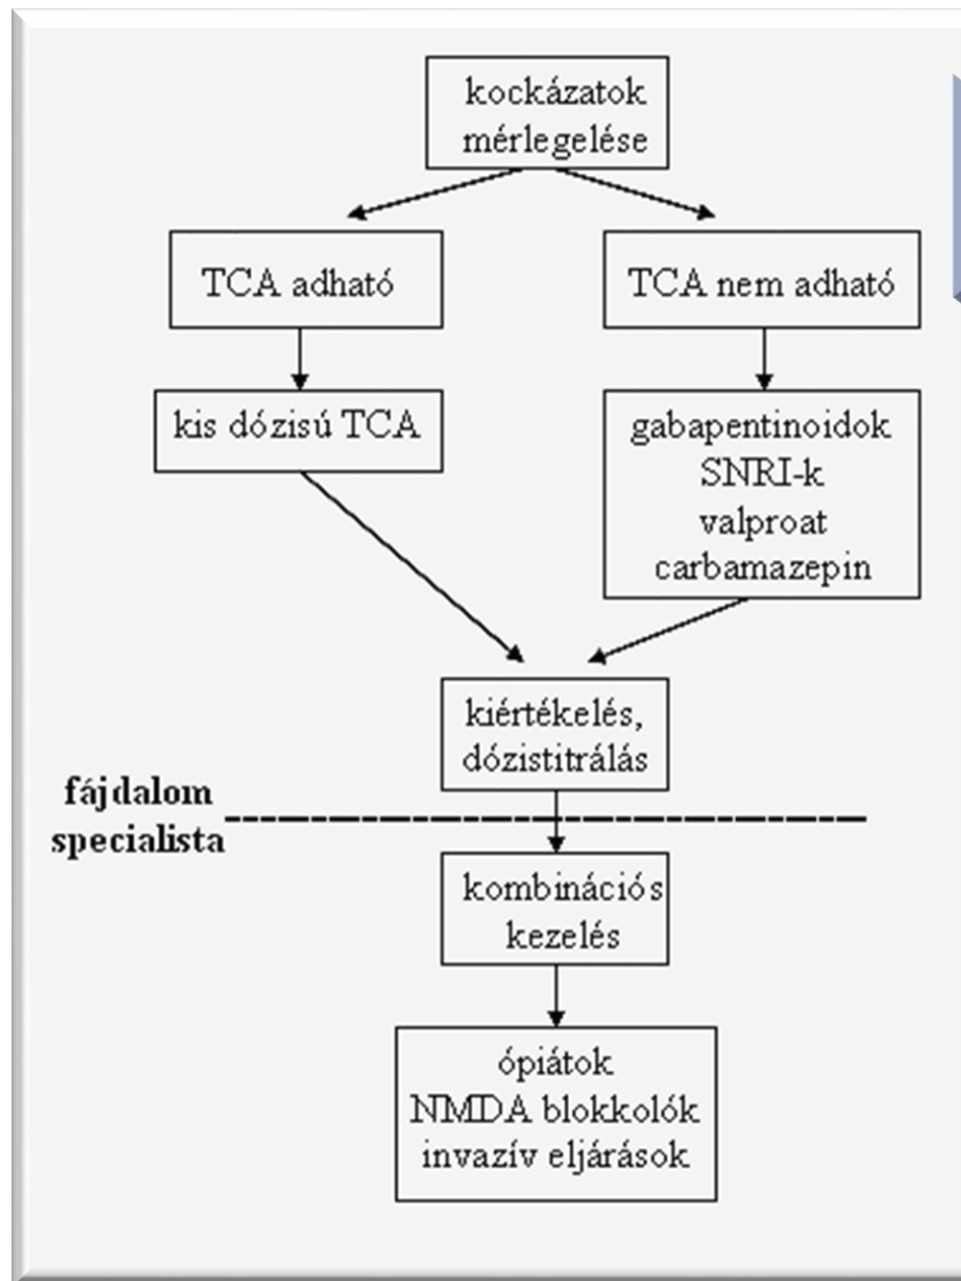 kockázatok
mérlegelése
TCA adható
TCA nem adható
kis dózisú TCA
gabapentinoidok
SNRI-k
valproat
carbamazepin
kiértékelés,
dózistitrálás
fájdalom
specialista
kombinációs
kezelés
ópiátok
NMDA blokkolók
invazív eljárások